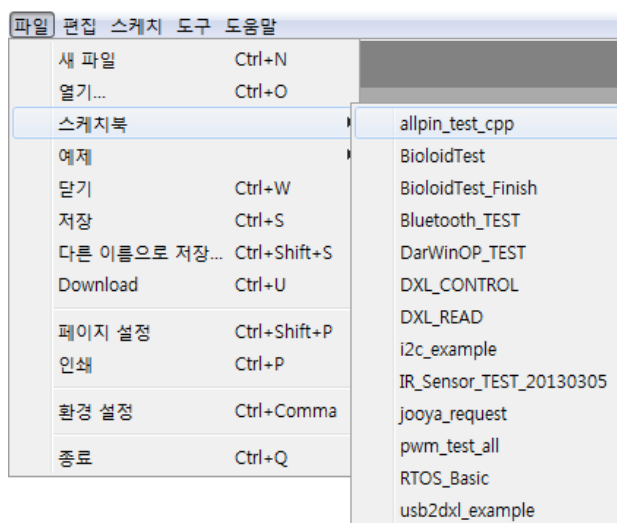 파일 편집 스케치 도구 도움말
새 파일 Ctrl+N
열기... Ctrl+O
스케치북
예제
닫기 Ctrl+W
저장 Ctrl+S
다른 이름으로 저장... Ctrl+Shift+S
Download Ctrl+U
페이지 설정 Ctrl+Shift+P
인쇄 Ctrl+P
환경 설정 Ctrl+Comma
종료 Ctrl+Q
allpin_test_cpp
BioloidTest
BioloidTest_Finish
Bluetooth_TEST
DarWinOP_TEST
DXL_CONTROL
DXL_READ
i2c_example
IR_Sensor_TEST_20130305
jooya_request
pwm_test_all
RTOS_Basic
usb2dxl_example